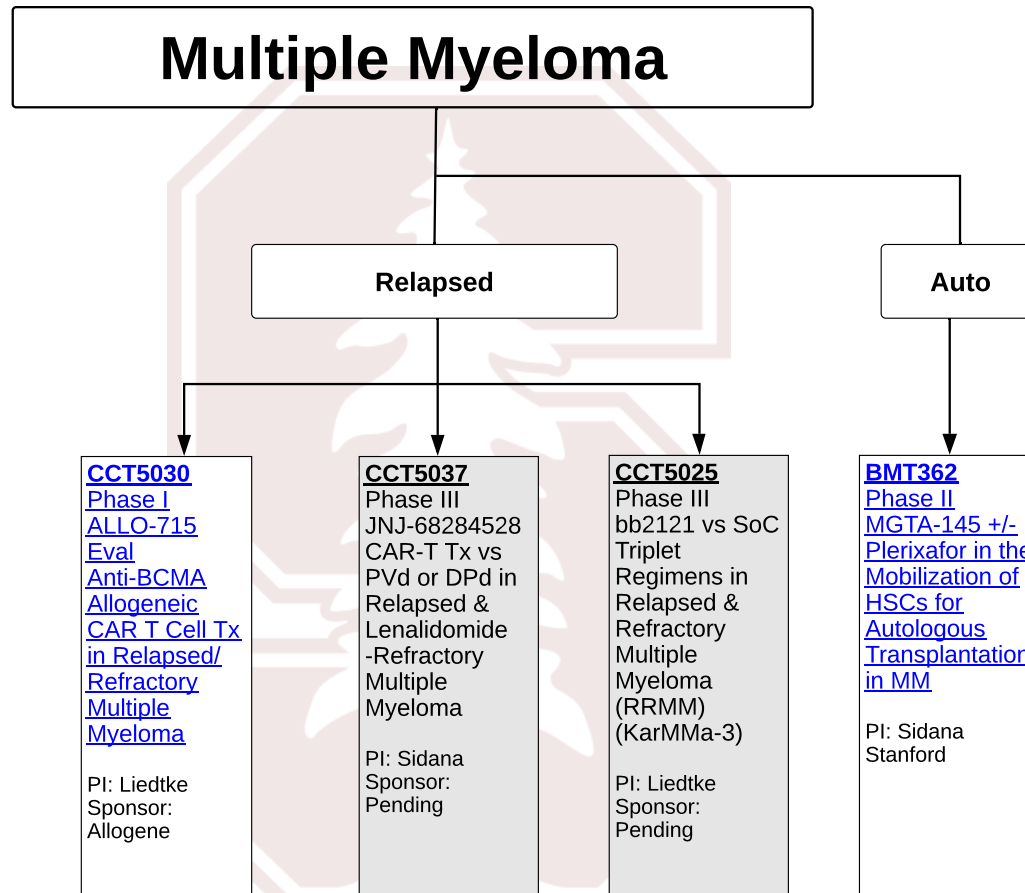 Multiple Myeloma
Relapsed
Auto
CCT5030
Phase I
ALLO-715
Eval
Anti-BCMA
Allogeneic
CAR T Cell Tx
in Relapsed/
Refractory
Multiple
Myeloma
PI: Liedtke
Sponsor:
Allogene
CCT5037
Phase III
JNJ-68284528
CAR-T Tx vs
PVd or DPd in
Relapsed &
Lenalidomide
-Refractory
Multiple
Myeloma
PI: Sidana
Sponsor:
Pending
CCT5025
Phase III
bb2121 vs SoC
Triplet
Regimens in
Relapsed &
Refractory
Multiple
Myeloma
(RRMM)
(KarMMa-3)
PI: Liedtke
Sponsor:
Pending
BMT362
Phase II
MGTA-145 +/-
Plerixafor in the
Mobilization of
HSCs for
Autologous
Transplantation
in MM
PI: Sidana
Stanford